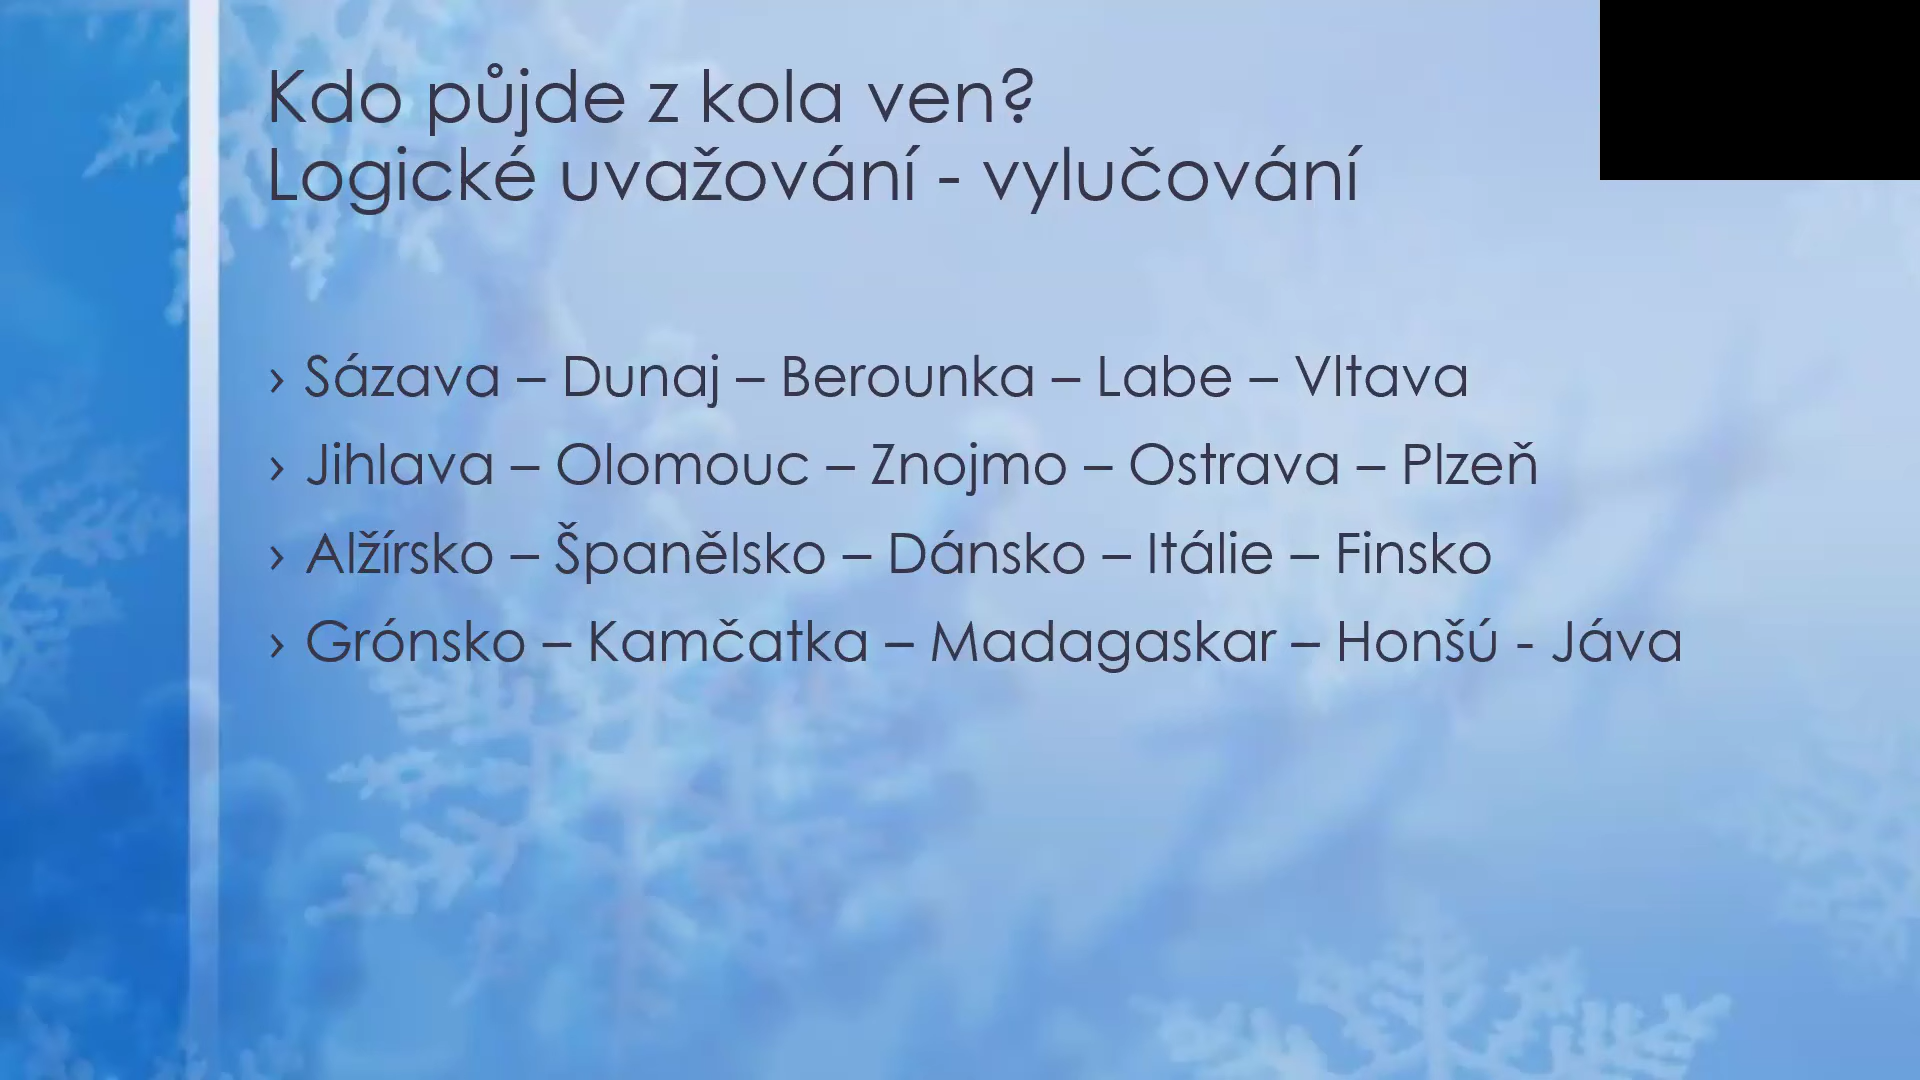 Kdo půjde z kola ven?
Logické uvažování - vylučování
› Sázava – Dunaj – Berounka – Labe – Vltava
› Jihlava – Olomouc – Znojmo – Ostrava – Plzeň
› Alžírsko – Španělsko – Dánsko – Itálie – Finsko
› Grónsko – Kamčatka – Madagaskar – Honšú - Jáva